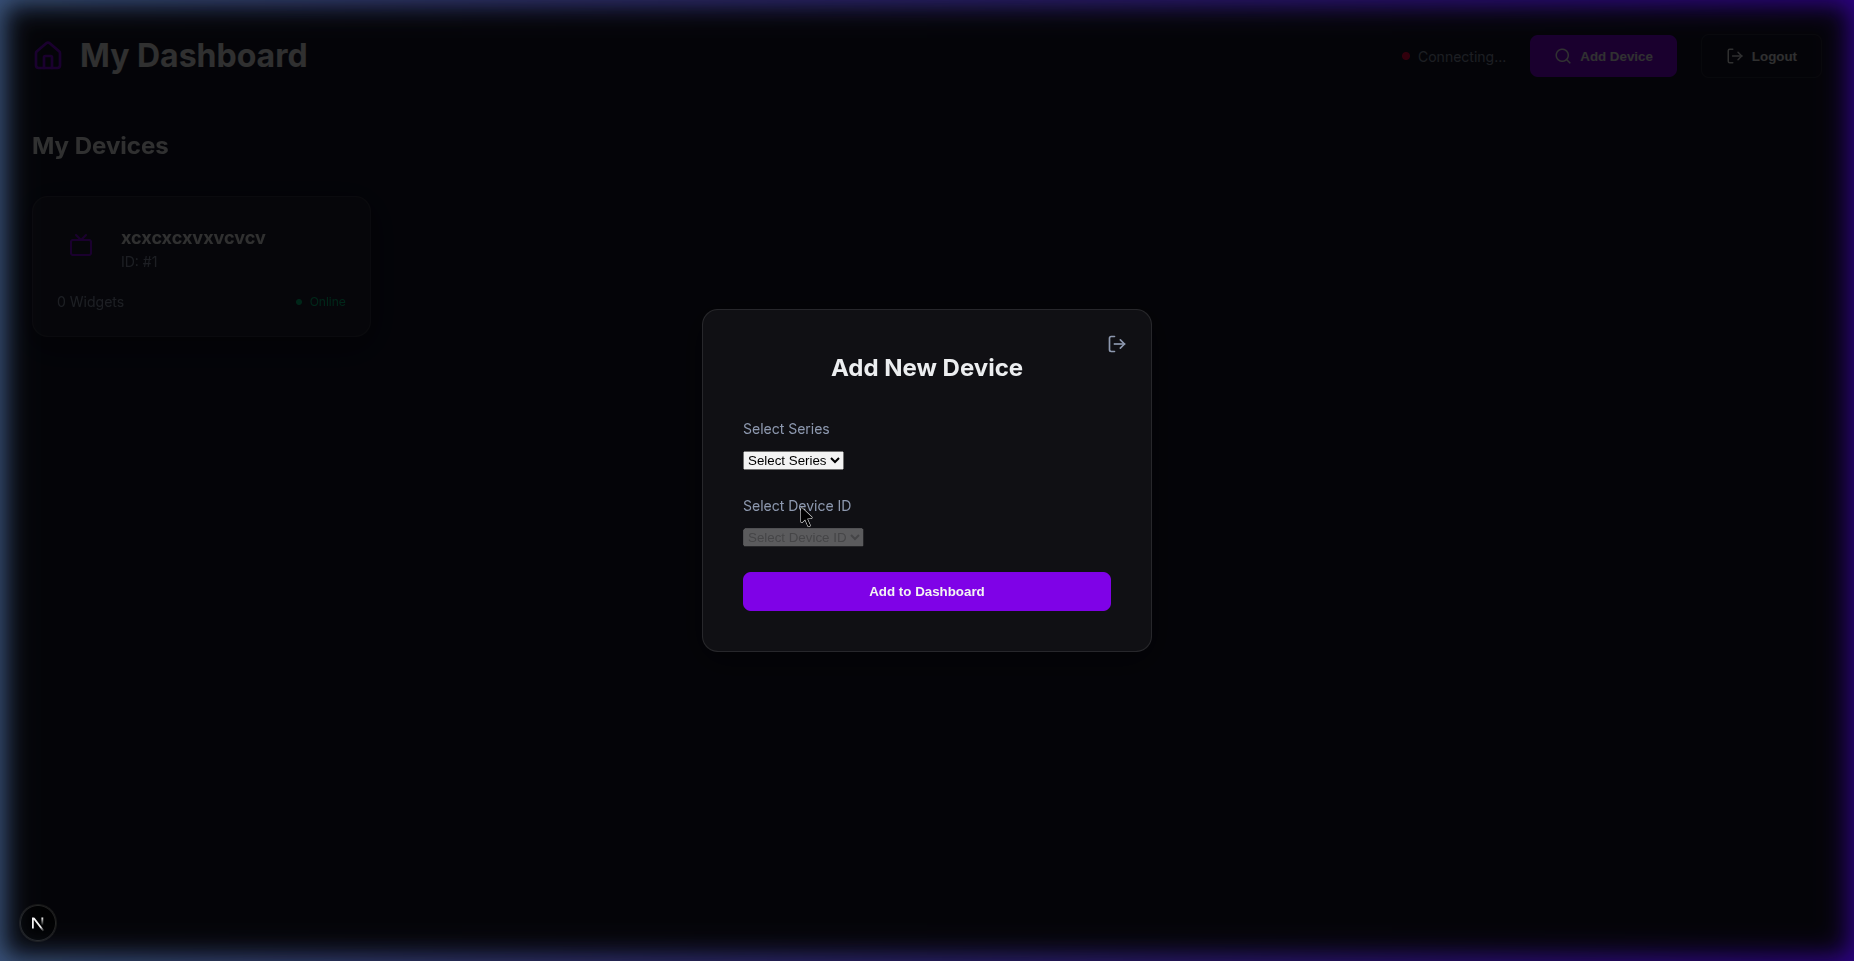 My Dashboard
Connecting...
Add Device
Logout
My Devices
xcxcxcxvxvcvcv
ID: #1
0 Widgets
Online
Add New Device
Select Series
Select Series
Select Device ID
Select Device ID
Add to Dashboard
N